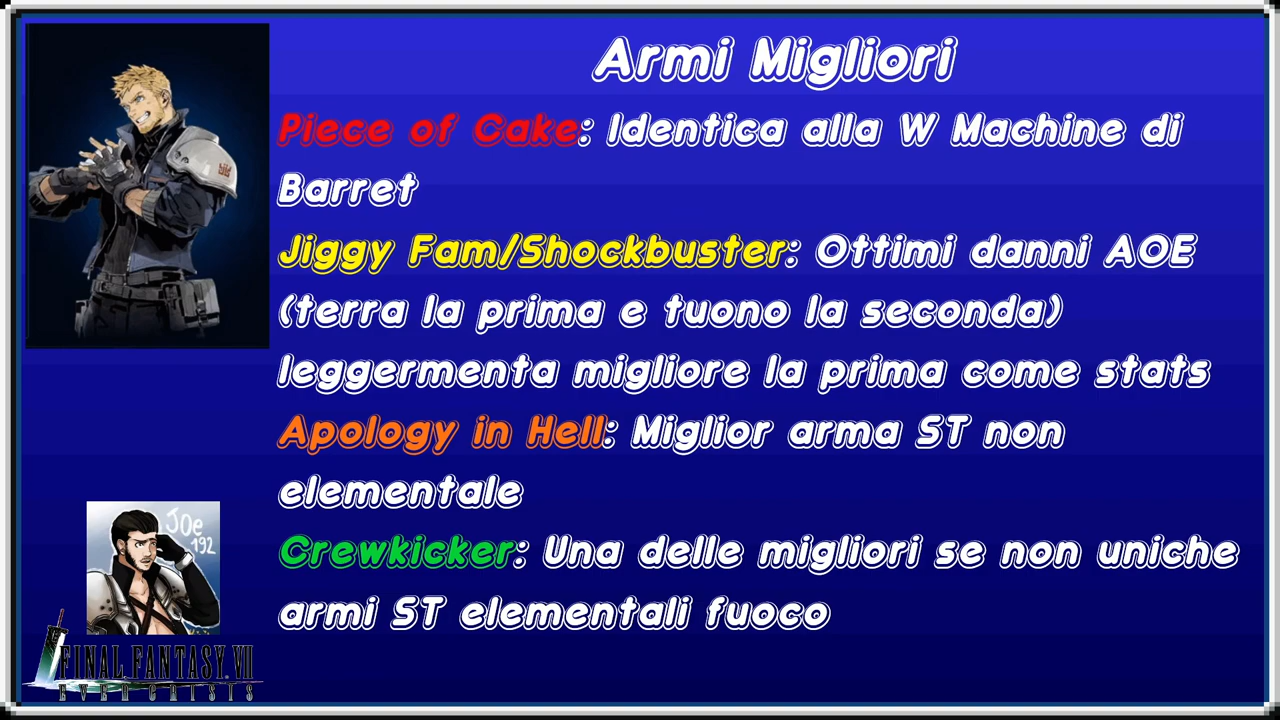 Armi Migliori
Piece of Cake: Identica alla W Machine di
Barret
Jiggy Fam/Shockbuster: Ottimi danni AOE
(terra la prima e tuono la seconda)
leggermenta migliore la prima come stats
Apology in Hell: Miglior arma ST non
elementale
Crewkicker: Una delle migliori se non uniche
armi ST elementali fuoco
JOe
192
FINAL FANTASY VII
EVER CRISIS